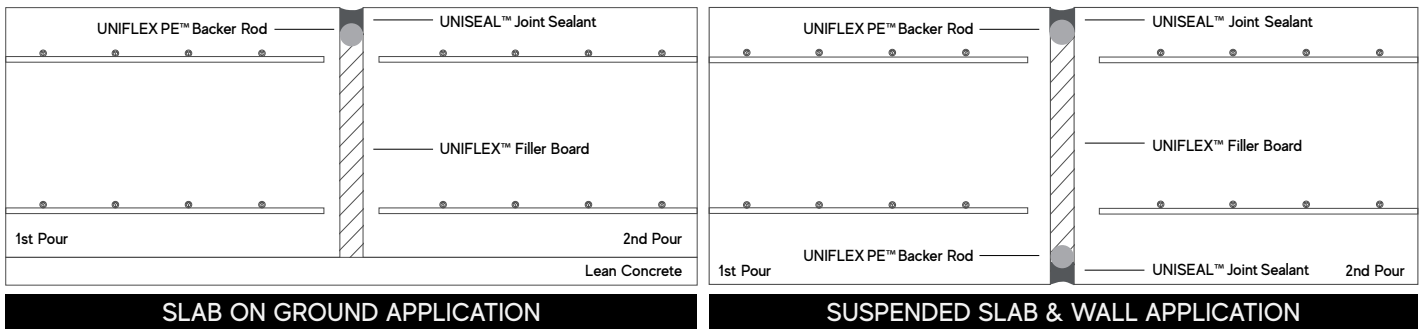 UNIFLEX PE™ Backer Rod
UNISEAL™ Joint Sealant
UNIFLEX™ Filler Board
1st Pour
2nd Pour
Lean Concrete
SLAB ON GROUND APPLICATION
UNIFLEX PE™ Backer Rod
UNISEAL™ Joint Sealant
UNIFLEX™ Filler Board
UNIFLEX PE™ Backer Rod
1st Pour
UNISEAL™ Joint Sealant
2nd Pour
SUSPENDED SLAB & WALL APPLICATION